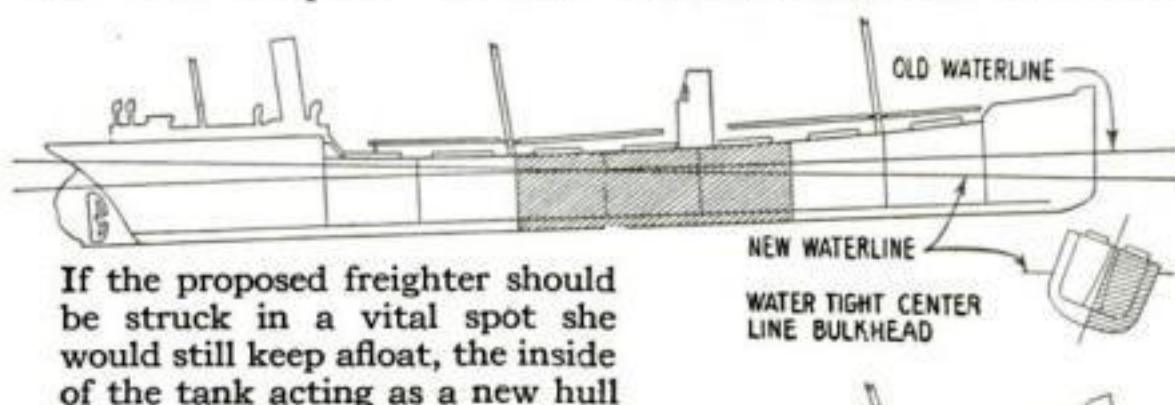 OLD WATERLINE
NEW WATERLINE
WATER TIGHT CENTER
LINE BULKHEAD
If the proposed freighter should
be struck in a vital spot she
would still keep afloat, the inside
of the tank acting as a new hull